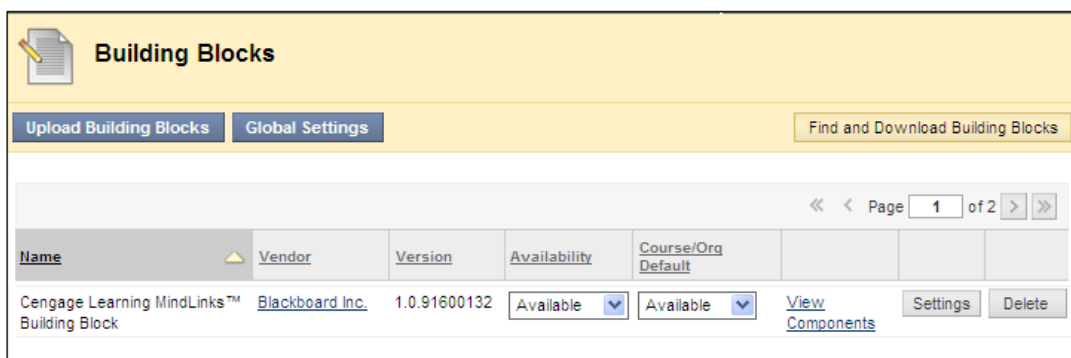 Building Blocks
Upload Building Blocks Global Settings Find and Download Building Blocks
Page 1 of 2
Name Vendor Version Availability Course/Org Default
Cengage Learning MindLinks™ Building Block Blackboard Inc. 1.0.91600132 Available Available View Components Settings Delete